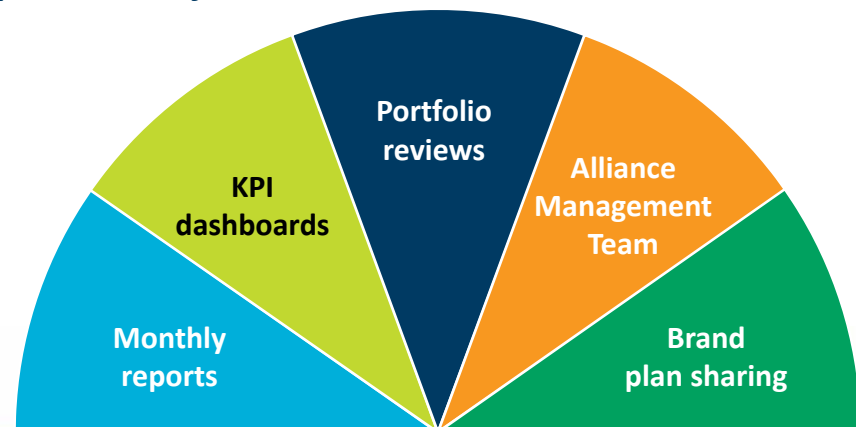 Monthly
reports
KPI
dashboards
Portfolio
reviews
Alliance
Management
Team
Brand
plan sharing